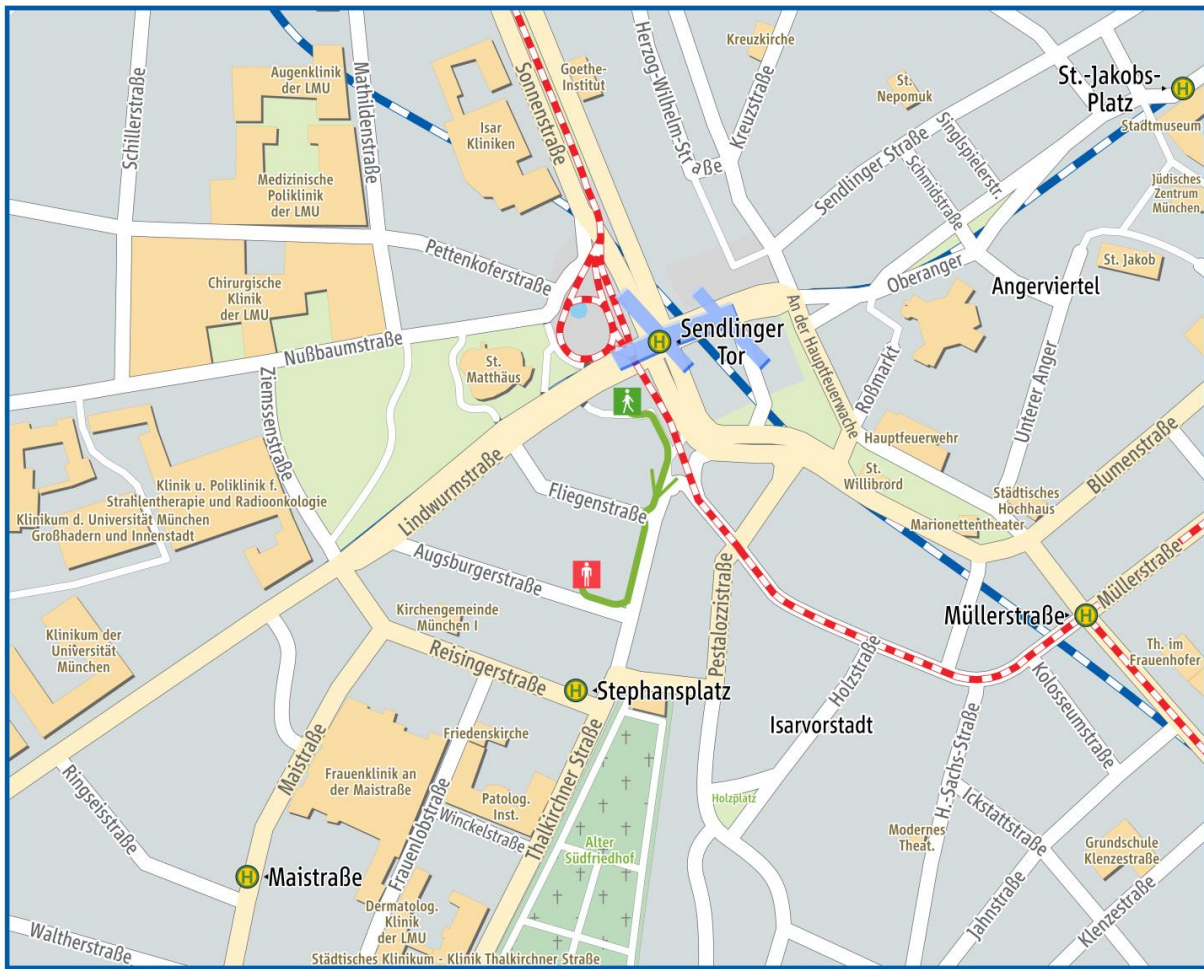 Schillerstraße
Augenklinik
der LMU
Mathildenstraße
Isar
Kliniken
Sonnenstraße
Goethe-
Institut
Herzog-Wilhelm-Straße
Kreuzkirche
Kreuzstraße
St.
Nepomuk
St.-Jakobs-
Platz
H
Stadtmuseum
Singlspielerstr.
Schmidstraße
Sendlinger Straße
Jüdisches
Zentrum
München
Medizinische
Poliklinik
der LMU
Pettenkoferstraße
Chirurgische
Klinik
der LMU
Oberanger
Angerviertel
St. Jakob
Nußbaumstraße
St.
Matthäus
H
Sendlinger
Tor
An der Hauptfeuerwache
Roßmarkt
Unterer Anger
Ziemssenstraße
Hauptfeuerwehr
St.
Willibrord
Blumenstraße
Klinik u. Poliklinik f.
Strahlentherapie und Radioonkologie
Klinikum d. Universität München
Großhadern und Innenstadt
Lindwurmstraße
Fliegenstraße
Städtisches
Hochhaus
Marionettentheater
Augsburgerstraße
Pestalozzistraße
Müllerstraße
Müllerstraße
H
Kirchengemeinde
München I
Klinikum der
Universität
München
Reisingerstraße
H
Stephansplatz
Holzstraße
Th. im
Frauenhofer
Kolosseumstraße
Isarvorstadt
Maistraße
Friedenskirche
Frauenklinik an
der Maistraße
Patolog.
Inst.
Winckelstraße
Thalkirchner Straße
Holzplatz
H.-Sachs-Straße
Ickstattstraße
Ringseisstraße
Frauenlobstraße
Alter
Südfriedhof
Modernes
Theat.
Grundschule
Klenzestraße
H
Maistraße
Waltherstraße
Dermatolog.
Klinik
der LMU
Städtisches Klinikum - Klinik Thalkirchner Straße
Jahnstraße
Klenzestraße